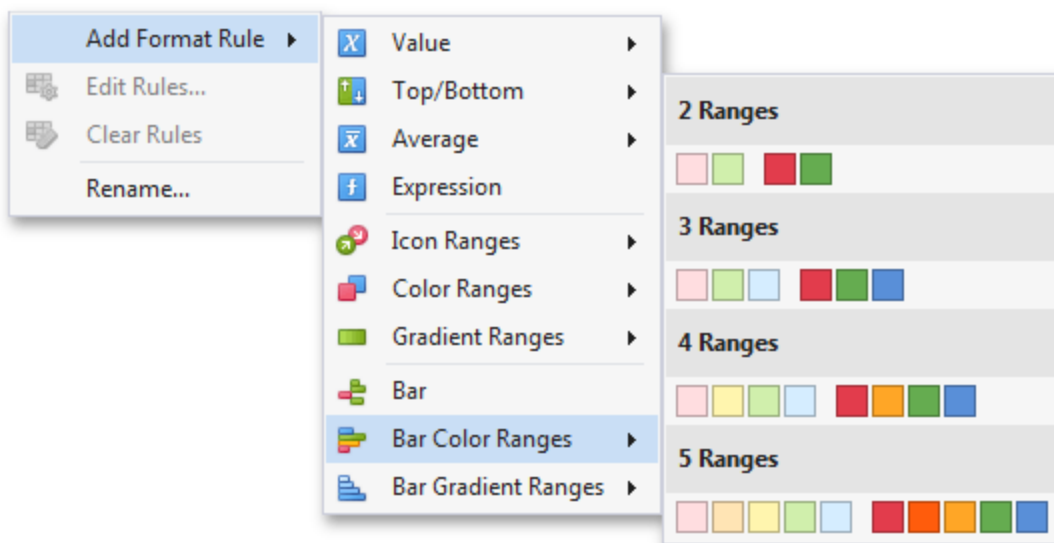 Add Format Rule
Edit Rules...
Clear Rules
Rename...
Value
Top/Bottom
Average
Expression
Icon Ranges
Color Ranges
Gradient Ranges
Bar
Bar Color Ranges
Bar Gradient Ranges
2 Ranges
3 Ranges
4 Ranges
5 Ranges